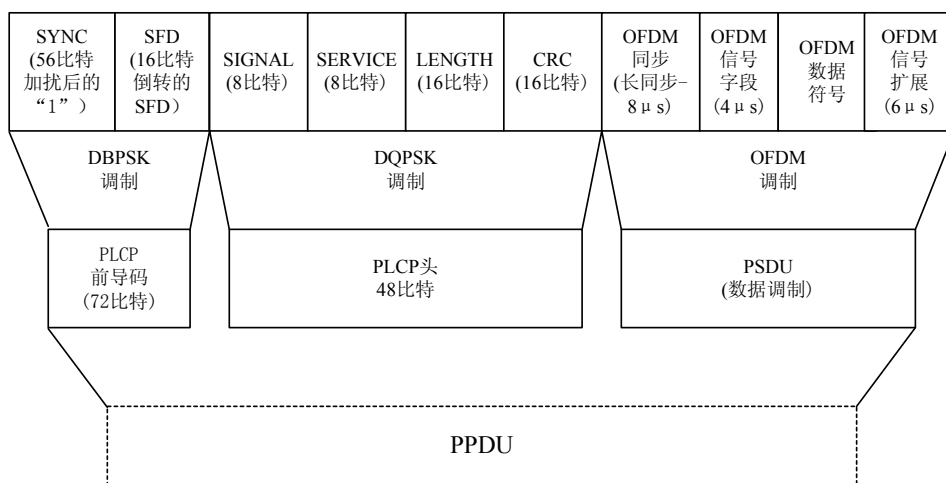 SYNC
(56比特
加扰后的
“1”)
SFD
(16比特
倒转的
SFD)
SIGNAL
(8比特)
SERVICE
(8比特)
LENGTH
(16比特)
CRC
(16比特)
OFDM
同步
(长同步-
8μs)
OFDM
信号
字段
(4μs)
OFDM
数据
符号
OFDM
信号
扩展
(6μs)
DBPSK
调制
DQPSK
调制
OFDM
调制
PLCP
前导码
(72比特)
PLCP头
48比特
PSDU
(数据调制)
PPDU